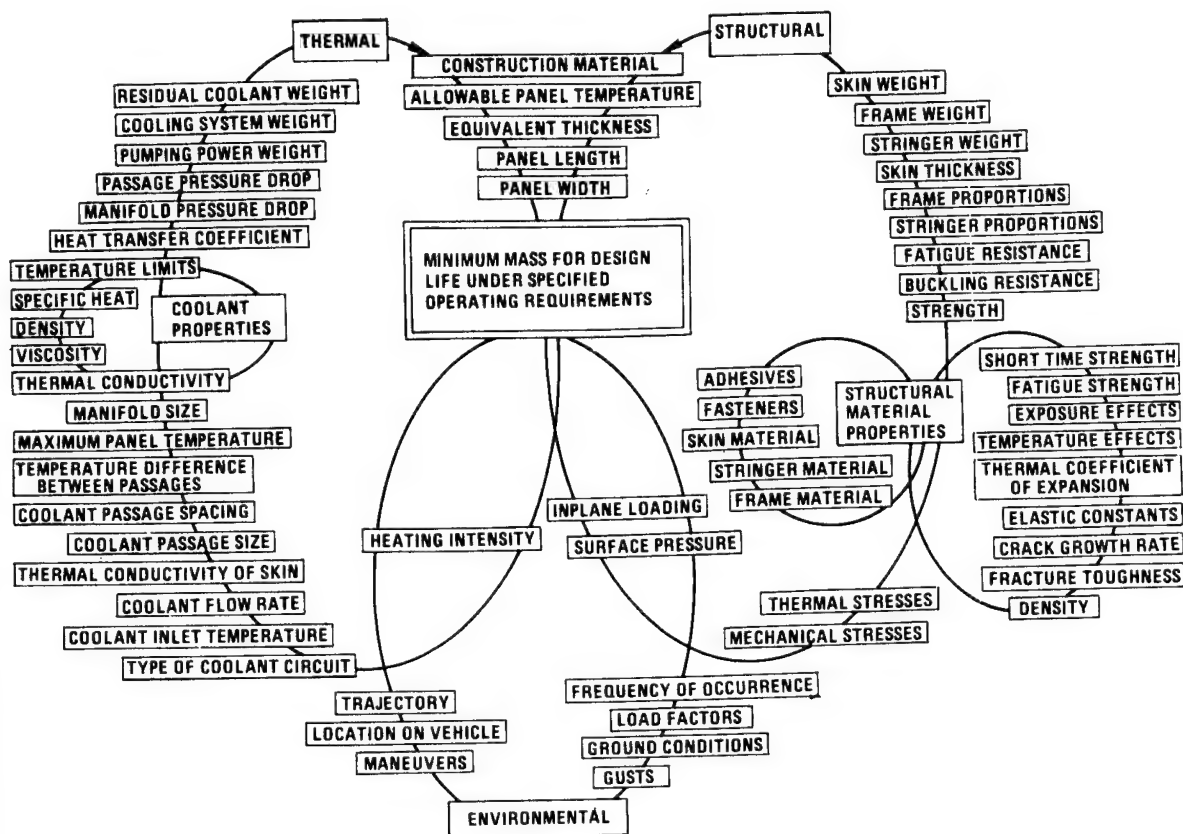 THERMAL
STRUCTURAL
CONSTRUCTION MATERIAL
ALLOWABLE PANEL TEMPERATURE
EQUIVALENT THICKNESS
PANEL LENGTH
PANEL WIDTH
RESIDUAL COOLANT WEIGHT
COOLING SYSTEM WEIGHT
PUMPING POWER WEIGHT
PASSAGE PRESSURE DROP
MANIFOLD PRESSURE DROP
HEAT TRANSFER COEFFICIENT
TEMPERATURE LIMITS
SPECIFIC HEAT
DENSITY
VISCOSITY
THERMAL CONDUCTIVITY
COOLANT
PROPERTIES
MANIFOLD SIZE
MAXIMUM PANEL TEMPERATURE
TEMPERATURE DIFFERENCE
BETWEEN PASSAGES
COOLANT PASSAGE SPACING
COOLANT PASSAGE SIZE
THERMAL CONDUCTIVITY OF SKIN
COOLANT FLOW RATE
COOLANT INLET TEMPERATURE
TYPE OF COOLANT CIRCUIT
MINIMUM MASS FOR DESIGN
LIFE UNDER SPECIFIED
OPERATING REQUIREMENTS
SKIN WEIGHT
FRAME WEIGHT
STRINGER WEIGHT
SKIN THICKNESS
FRAME PROPORTIONS
STRINGER PROPORTIONS
FATIGUE RESISTANCE
BUCKLING RESISTANCE
STRENGTH
ADHESIVES
FASTENERS
SKIN MATERIAL
STRINGER MATERIAL
FRAME MATERIAL
STRUCTURAL
MATERIAL
PROPERTIES
SHORT TIME STRENGTH
FATIGUE STRENGTH
EXPOSURE EFFECTS
TEMPERATURE EFFECTS
THERMAL COEFFICIENT
OF EXPANSION
ELASTIC CONSTANTS
CRACK GROWTH RATE
FRACTURE TOUGHNESS
DENSITY
HEATING INTENSITY
INPLANE LOADING
SURFACE PRESSURE
THERMAL STRESSES
MECHANICAL STRESSES
TRAJECTORY
LOCATION ON VEHICLE
MANEUVERS
FREQUENCY OF OCCURRENCE
LOAD FACTORS
GROUND CONDITIONS
GUSTS
ENVIRONMENTAL